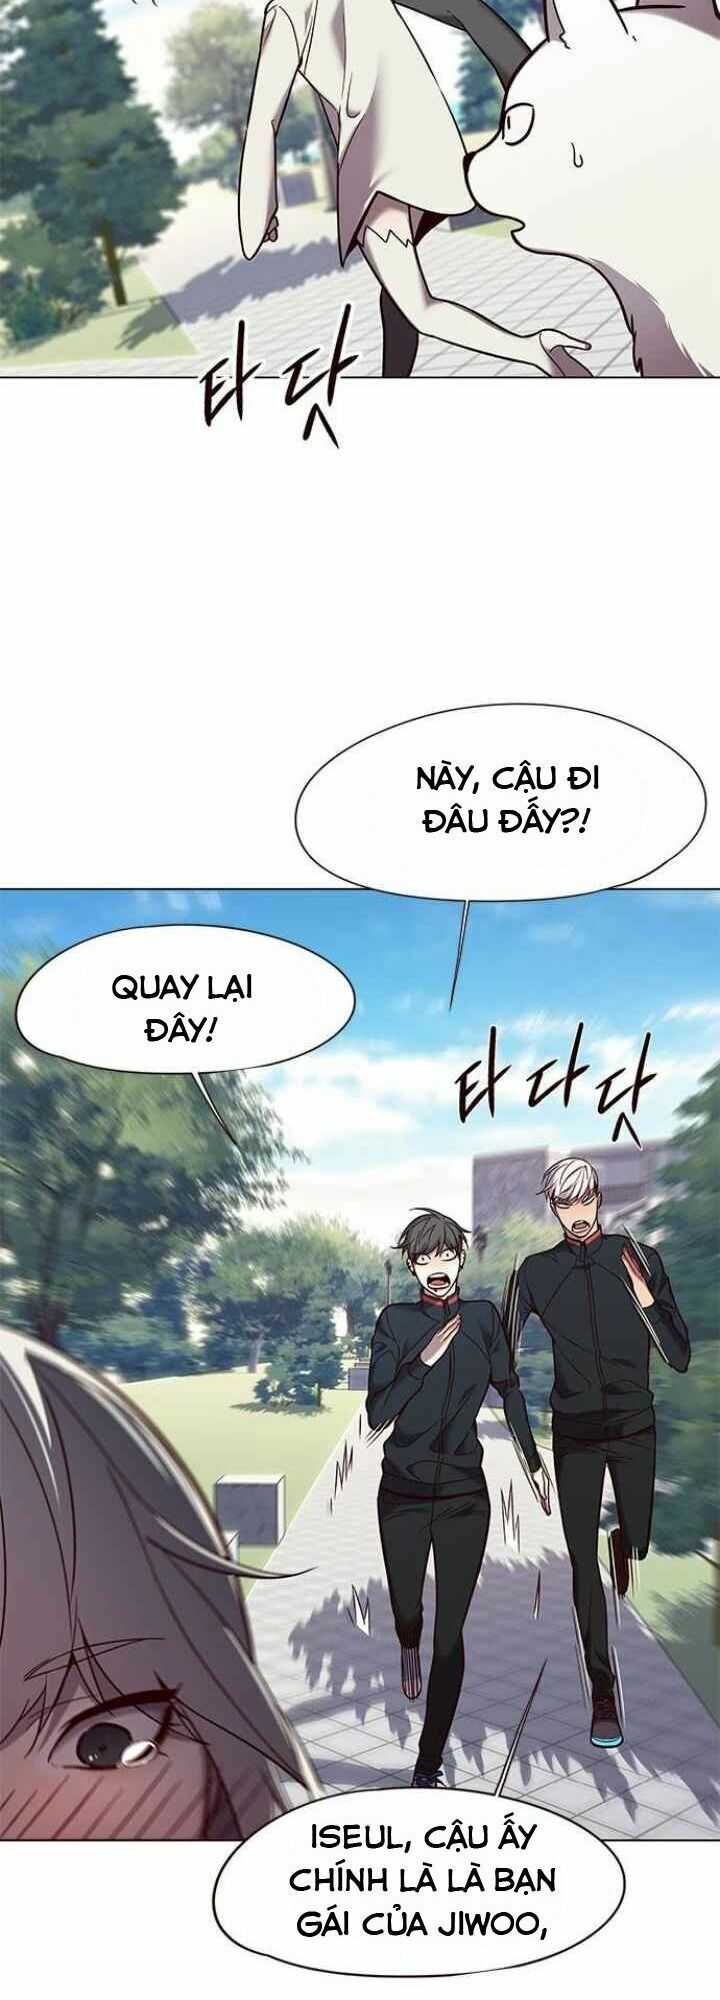 타 닷
NÀY, CẬU ĐI
ĐÂU ĐẤY?!
QUAY LẠI
ĐÂY!
타 다 닷
ISEUL, CẬU ẤY
CHÍNH LÀ LÀ BẠN
GÁI CỦA JIWOO,